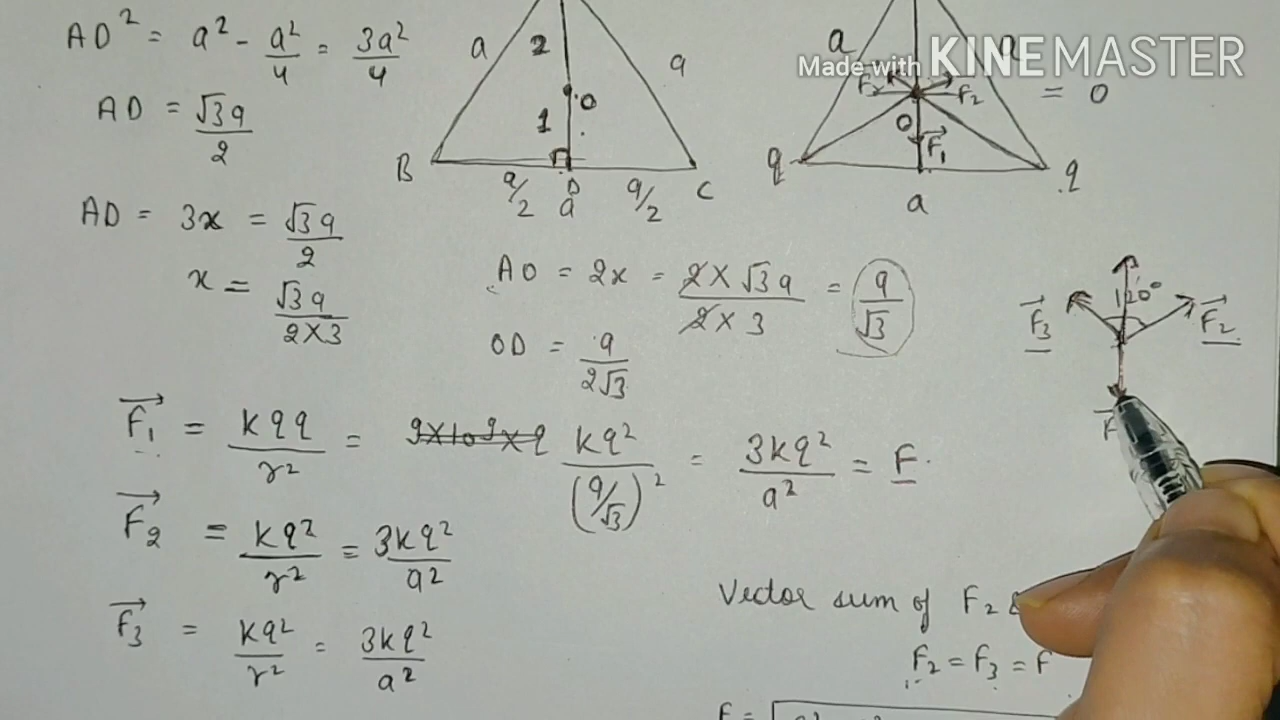 AD² = a² - a²/4 = 3a²/4
AD = √3a/2
AD = 3x = √3a/2
x = √3a/2×3
a
2
a
O
1
B
a/2
D
a
a/2
C
Made with KINEMASTER
a
a
F₂
O
F₁
q
q
a
= 0
AO = 2x = 2×√3a/2×3 = a/√3
OD = a/2√3
120°
F₃
F₂
F
F₁ = kqq/r² = 9×10⁹×q kq²/(a/√3)² = 3kq²/a² = F.
F₂ = kq²/r² = 3kq²/a²
F₃ = kq²/r² = 3kq²/a²
Vector sum of F₂
F₂ = F₃ = F